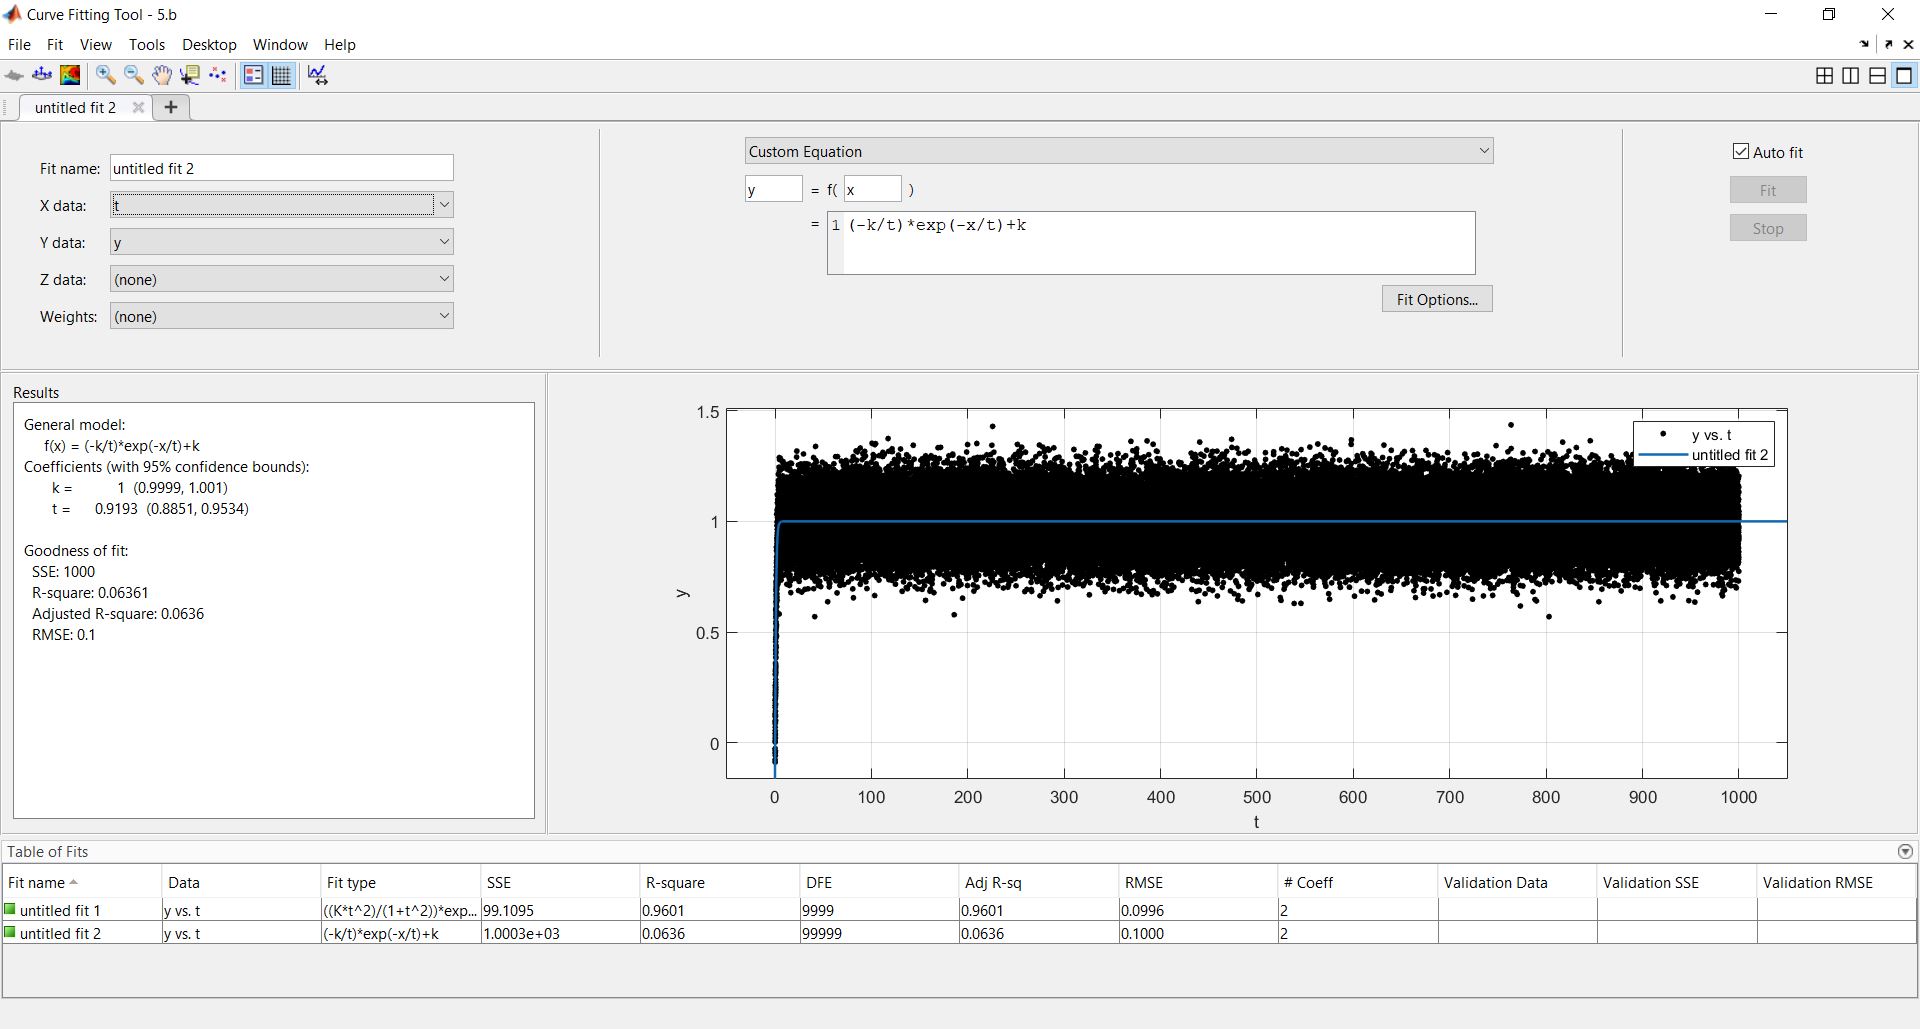 Curve Fitting Tool - 5.b
File Fit View Tools Desktop Window Help
untitled fit 2
Fit name: untitled fit 2
X data: t
Y data: y
Z data: (none)
Weights: (none)
Custom Equation
y = f( x )
= 1 (-k/t)*exp(-x/t)+k
Fit Options...
Auto fit
Fit
Stop
Results
General model:
f(x) = (-k/t)*exp(-x/t)+k
Coefficients (with 95% confidence bounds):
k = 1 (0.9999, 1.001)
t = 0.9193 (0.8851, 0.9534)
Goodness of fit:
SSE: 1000
R-square: 0.06361
Adjusted R-square: 0.0636
RMSE: 0.1
1.5
1
0.5
0
y
y vs. t
untitled fit 2
0 100 200 300 400 500 600 700 800 900 1000
t
Table of Fits
Fit name Data Fit type SSE R-square DFE Adj R-sq RMSE # Coeff Validation Data Validation SSE Validation RMSE
untitled fit 1 y vs. t ((K*t^2)/(1+t^2))*exp... 99.1095 0.9601 9999 0.9601 0.0996 2
untitled fit 2 y vs. t (-k/t)*exp(-x/t)+k 1.0003e+03 0.0636 99999 0.0636 0.1000 2